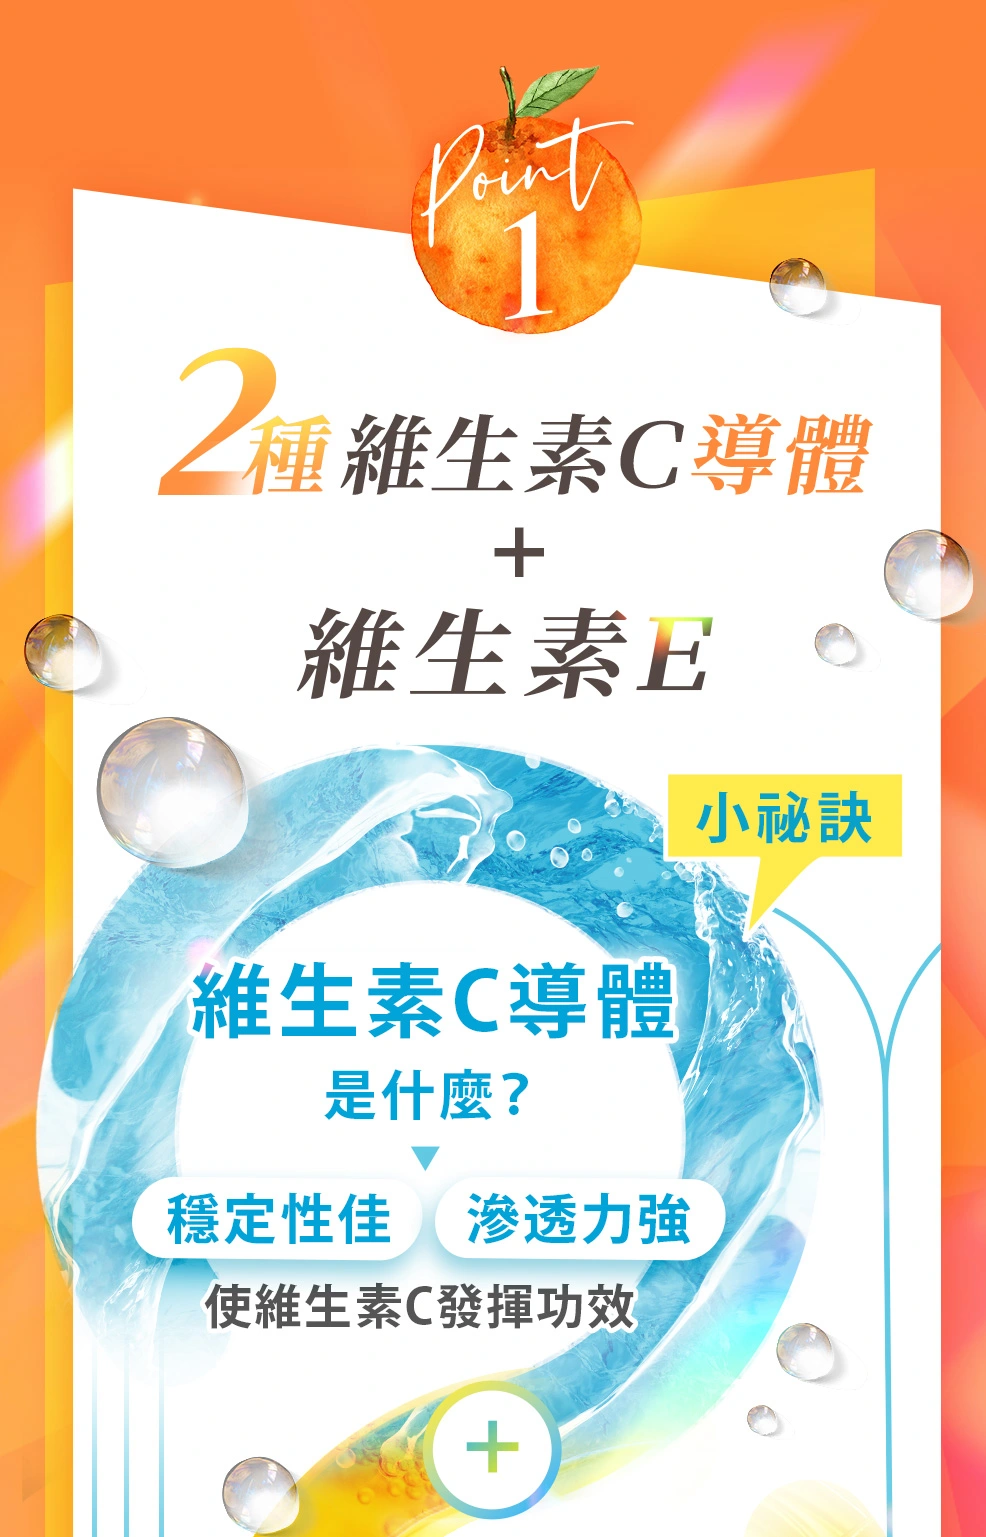 Point
1
2種維生素C導體
+
維生素E
小祕訣
維生素C導體
是什麼？
穩定性佳 滲透力強
使維生素C發揮功效
+